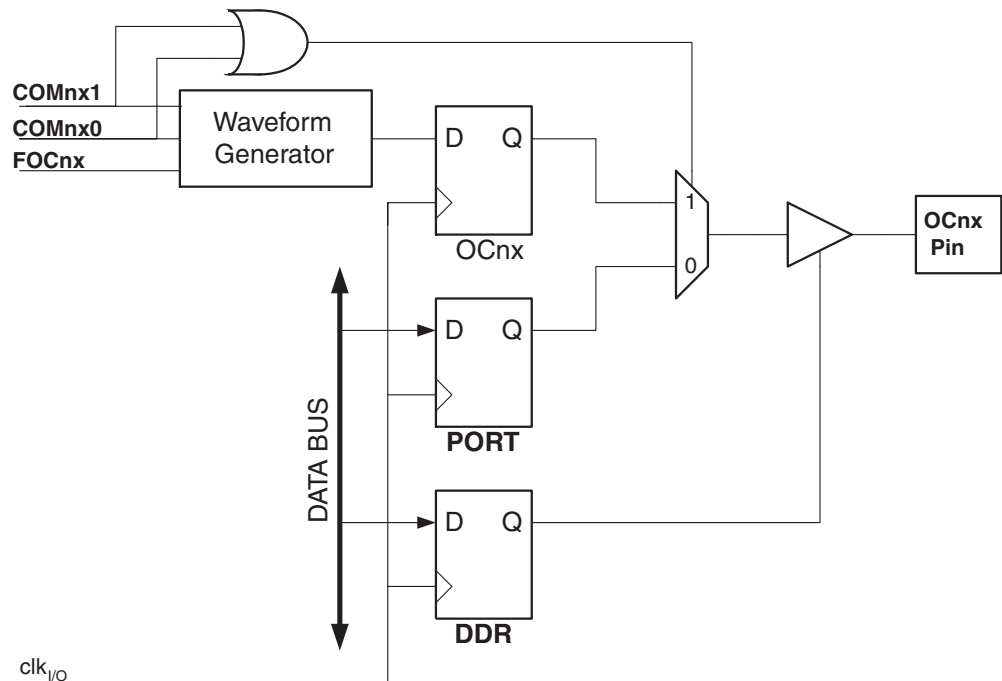 COMnx1
COMnx0
FOCnx
Waveform
Generator
D Q
OCnx
1
0
OCnx
Pin
D Q
PORT
DATA BUS
D Q
DDR
clkI/O